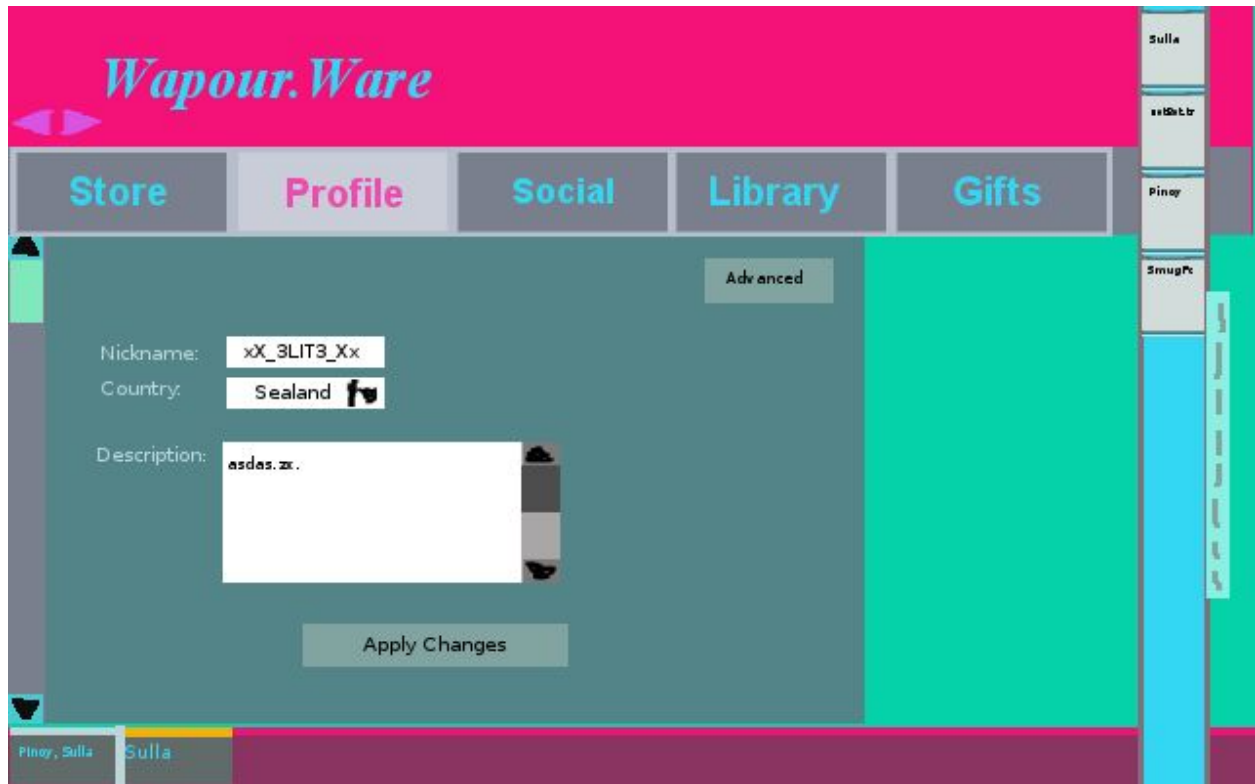 Sulla
Wapour.Ware
Pinoy
Store Profile Social Library Gifts
Advanced
Nickname: xX_3LIT3_Xx
Country: Sealand
Description: asdas.zx.
Apply Changes
Pinoy, Sulla
Sulla